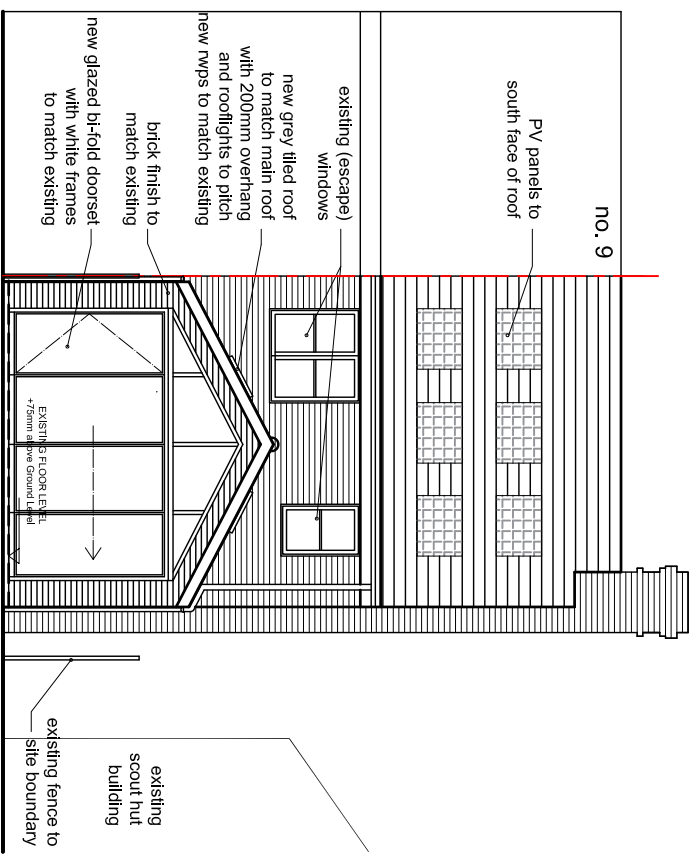 no. 9
PV panels to
south face of roof
existing (escape)
windows
new grey tiled roof
to match main roof
with 200mm overhang
and rooflights to pitch
new rwps to match existing
brick finish to
match existing
new glazed bi-fold doorset
with white frames
to match existing
EXISTING FLOOR LEVEL
+75mm above Ground Level
existing
scout hut
building
existing fence to
site boundary